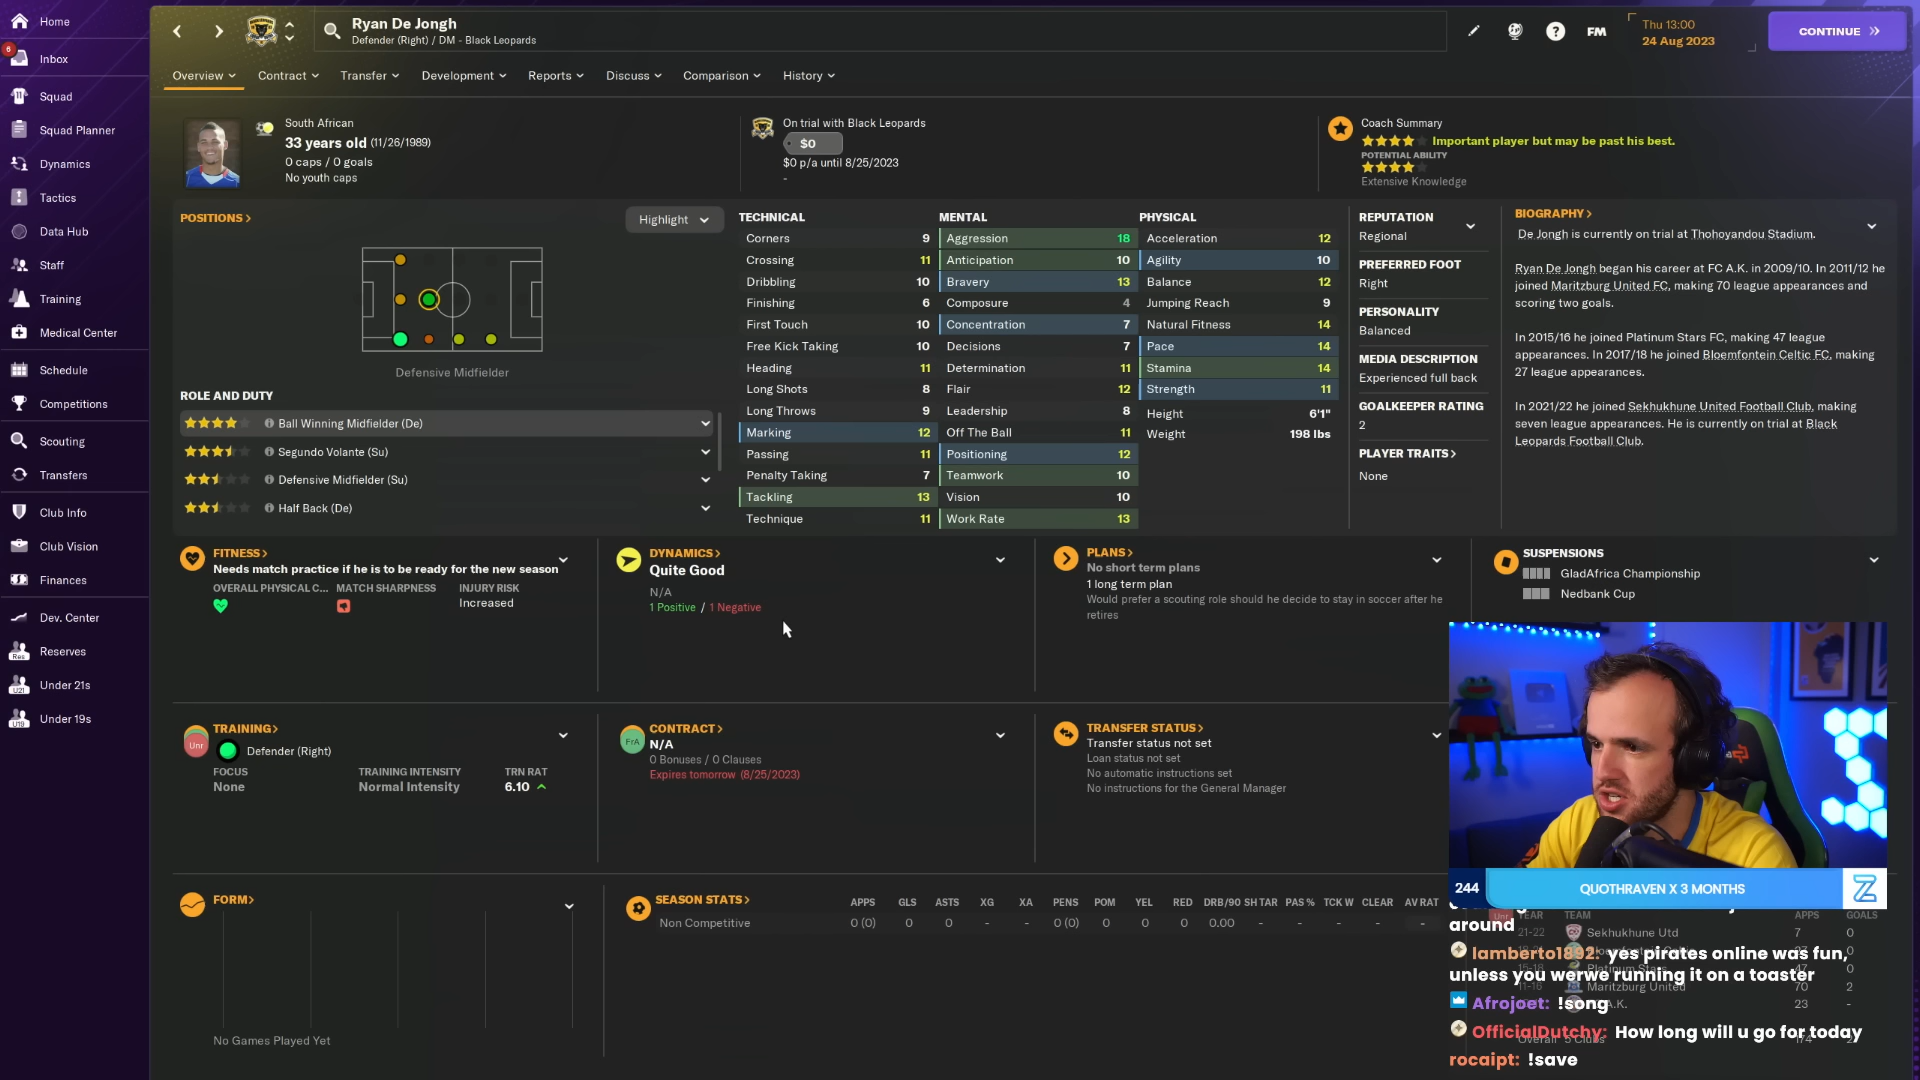 Home
6
Inbox
Squad
Squad Planner
Dynamics
Tactics
Data Hub
Staff
Training
Medical Center
Schedule
Competitions
Scouting
Transfers
Club Info
Club Vision
Finances
Dev. Center
Reserves
Under 21s
Under 19s
Ryan De Jongh
Defender (Right) / DM - Black Leopards
FM
Thu 13:00
24 Aug 2023
CONTINUE
Overview
Contract
Transfer
Development
Reports
Discuss
Comparison
History
South African
33 years old (11/26/1989)
0 caps / 0 goals
No youth caps
On trial with Black Leopards
$0
$0 p/a until 8/25/2023
-
Coach Summary
Important player but may be past his best.
POTENTIAL ABILITY
Extensive Knowledge
POSITIONS
Highlight
Defensive Midfielder
ROLE AND DUTY
Ball Winning Midfielder (De)
Segundo Volante (Su)
Defensive Midfielder (Su)
Half Back (De)
TECHNICAL
Corners 9
Crossing 11
Dribbling 10
Finishing 6
First Touch 10
Free Kick Taking 10
Heading 11
Long Shots 8
Long Throws 9
Marking 12
Passing 11
Penalty Taking 7
Tackling 13
Technique 11
MENTAL
Aggression 18
Anticipation 10
Bravery 13
Composure 4
Concentration 7
Decisions 7
Determination 11
Flair 12
Leadership 8
Off The Ball 11
Positioning 12
Teamwork 10
Vision 10
Work Rate 13
PHYSICAL
Acceleration 12
Agility 10
Balance 12
Jumping Reach 9
Natural Fitness 14
Pace 14
Stamina 14
Strength 11
Height 6'1"
Weight 198 lbs
REPUTATION
Regional
PREFERRED FOOT
Right
PERSONALITY
Balanced
MEDIA DESCRIPTION
Experienced full back
GOALKEEPER RATING
2
PLAYER TRAITS
None
BIOGRAPHY
De Jongh is currently on trial at Thohoyandou Stadium.
Ryan De Jongh began his career at FC A.K. in 2009/10. In 2011/12 he
joined Maritzburg United FC, making 70 league appearances and
scoring two goals.
In 2015/16 he joined Platinum Stars FC, making 47 league
appearances. In 2017/18 he joined Bloemfontein Celtic FC, making
27 league appearances.
In 2021/22 he joined Sekhukhune United Football Club, making
seven league appearances. He is currently on trial at Black
Leopards Football Club.
FITNESS
Needs match practice if he is to be ready for the new season
OVERALL PHYSICAL C... MATCH SHARPNESS INJURY RISK
Increased
DYNAMICS
Quite Good
N/A
1 Positive / 1 Negative
PLANS
No short term plans
1 long term plan
Would prefer a scouting role should he decide to stay in soccer after he
retires
SUSPENSIONS
GladAfrica Championship
Nedbank Cup
TRAINING
Unr
Defender (Right)
FOCUS TRAINING INTENSITY TRN RAT
None Normal Intensity 6.10
CONTRACT
FrA
N/A
0 Bonuses / 0 Clauses
Expires tomorrow (8/25/2023)
TRANSFER STATUS
Transfer status not set
Loan status not set
No automatic instructions set
No instructions for the General Manager
FORM
No Games Played Yet
SEASON STATS APPS GLS ASTS XG XA PENS POM YEL RED DRB/90 SH TAR PAS % TCK W CLEAR AV RAT
Non Competitive 0 (0) 0 0 - - 0 (0) 0 0 0 0.00 - - - - -
244 QUOTHRAVEN X 3 MONTHS
YEAR TEAM APPS GOALS
around
21-22 Sekhukhune Utd 7 0
lamberto1892: yes pirates online was fun,
unless you werwe running it on a toaster
11-16 Maritzburg United 70 2
Afrojoet: !song
A.K. 23 -
OfficialDutchy: How long will u go for today
rocaipt: !save